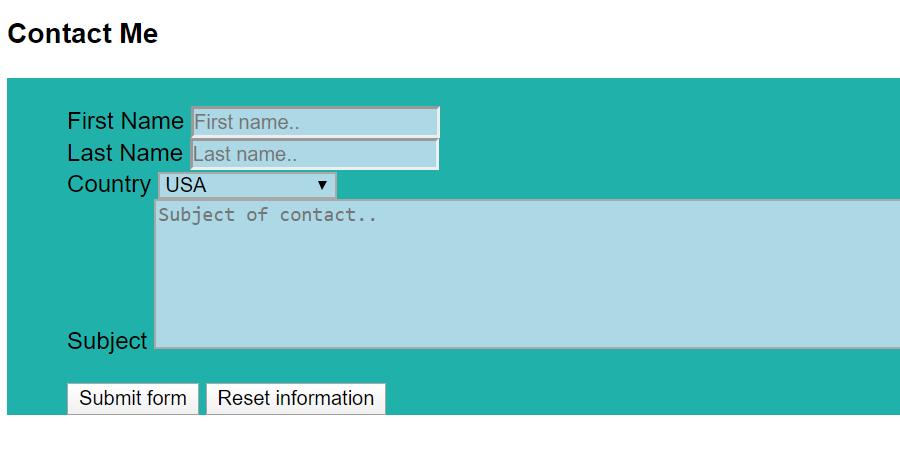 Contact Me
First Name First name..
Last Name Last name..
Country USA
Subject of contact..
Subject
Submit form Reset information